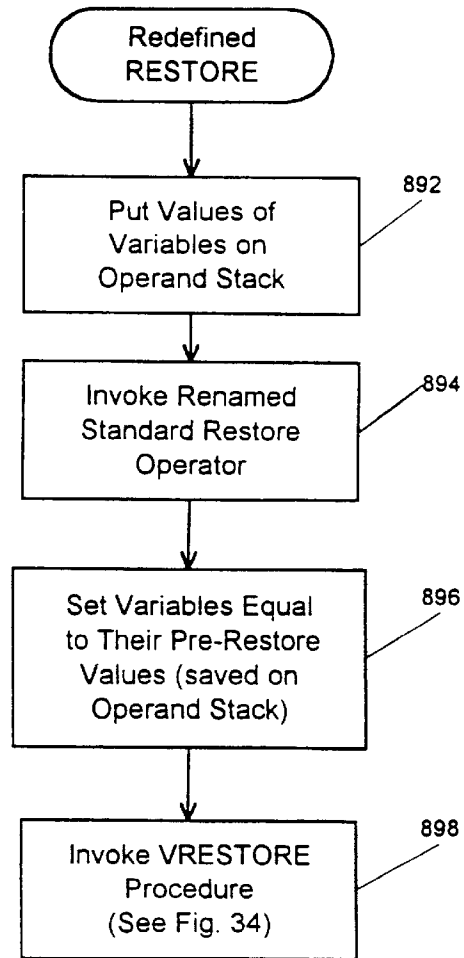 Redefined
RESTORE
892
Put Values of
Variables on
Operand Stack
894
Invoke Renamed
Standard Restore
Operator
896
Set Variables Equal
to Their Pre-Restore
Values (saved on
Operand Stack)
898
Invoke VRESTORE
Procedure
(See Fig. 34)